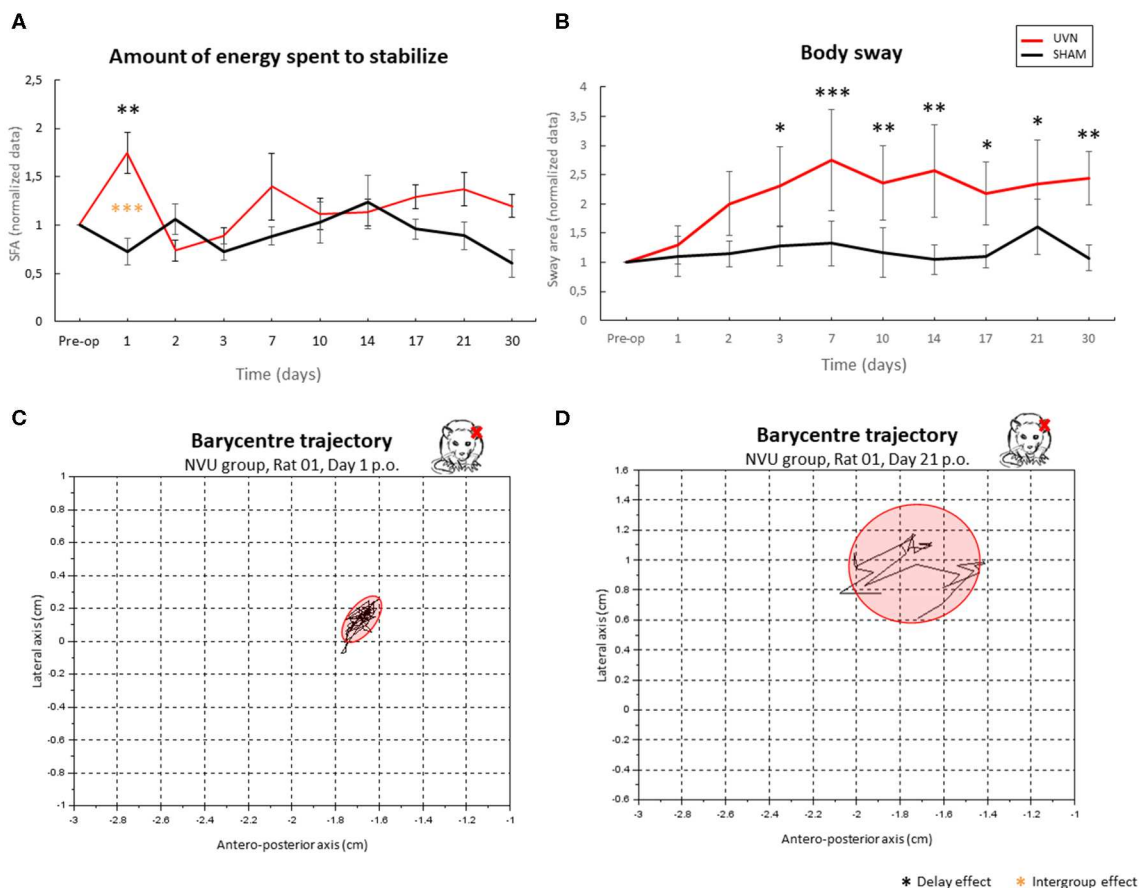 A
Amount of energy spent to stabilize
2,5
2
1,5
1
0,5
0
SFA (normalized data)
**
***
Pre-op 1 2 3 7 10 14 17 21 30
Time (days)
B
Body sway
UVN
SHAM
4
3,5
3
2,5
2
1,5
1
0,5
0
Sway area (normalized data)
* *** ** ** * * **
Pre-op 1 2 3 7 10 14 17 21 30
Time (days)
C
Barycentre trajectory
NVU group, Rat 01, Day 1 p.o.
1
0.8
0.6
0.4
0.2
0
-0.2
-0.4
-0.6
-0.8
-1
Lateral axis (cm)
-3 -2.8 -2.6 -2.4 -2.2 -2 -1.8 -1.6 -1.4 -1.2 -1
Antero-posterior axis (cm)
D
Barycentre trajectory
NVU group, Rat 01, Day 21 p.o.
1.6
1.4
1.2
1
0.8
0.6
0.4
0.2
0
-0.2
-0.4
-0.6
Lateral axis (cm)
-3 -2.8 -2.6 -2.4 -2.2 -2 -1.8 -1.6 -1.4 -1.2 -1
Antero-posterior axis (cm)
* Delay effect * Intergroup effect